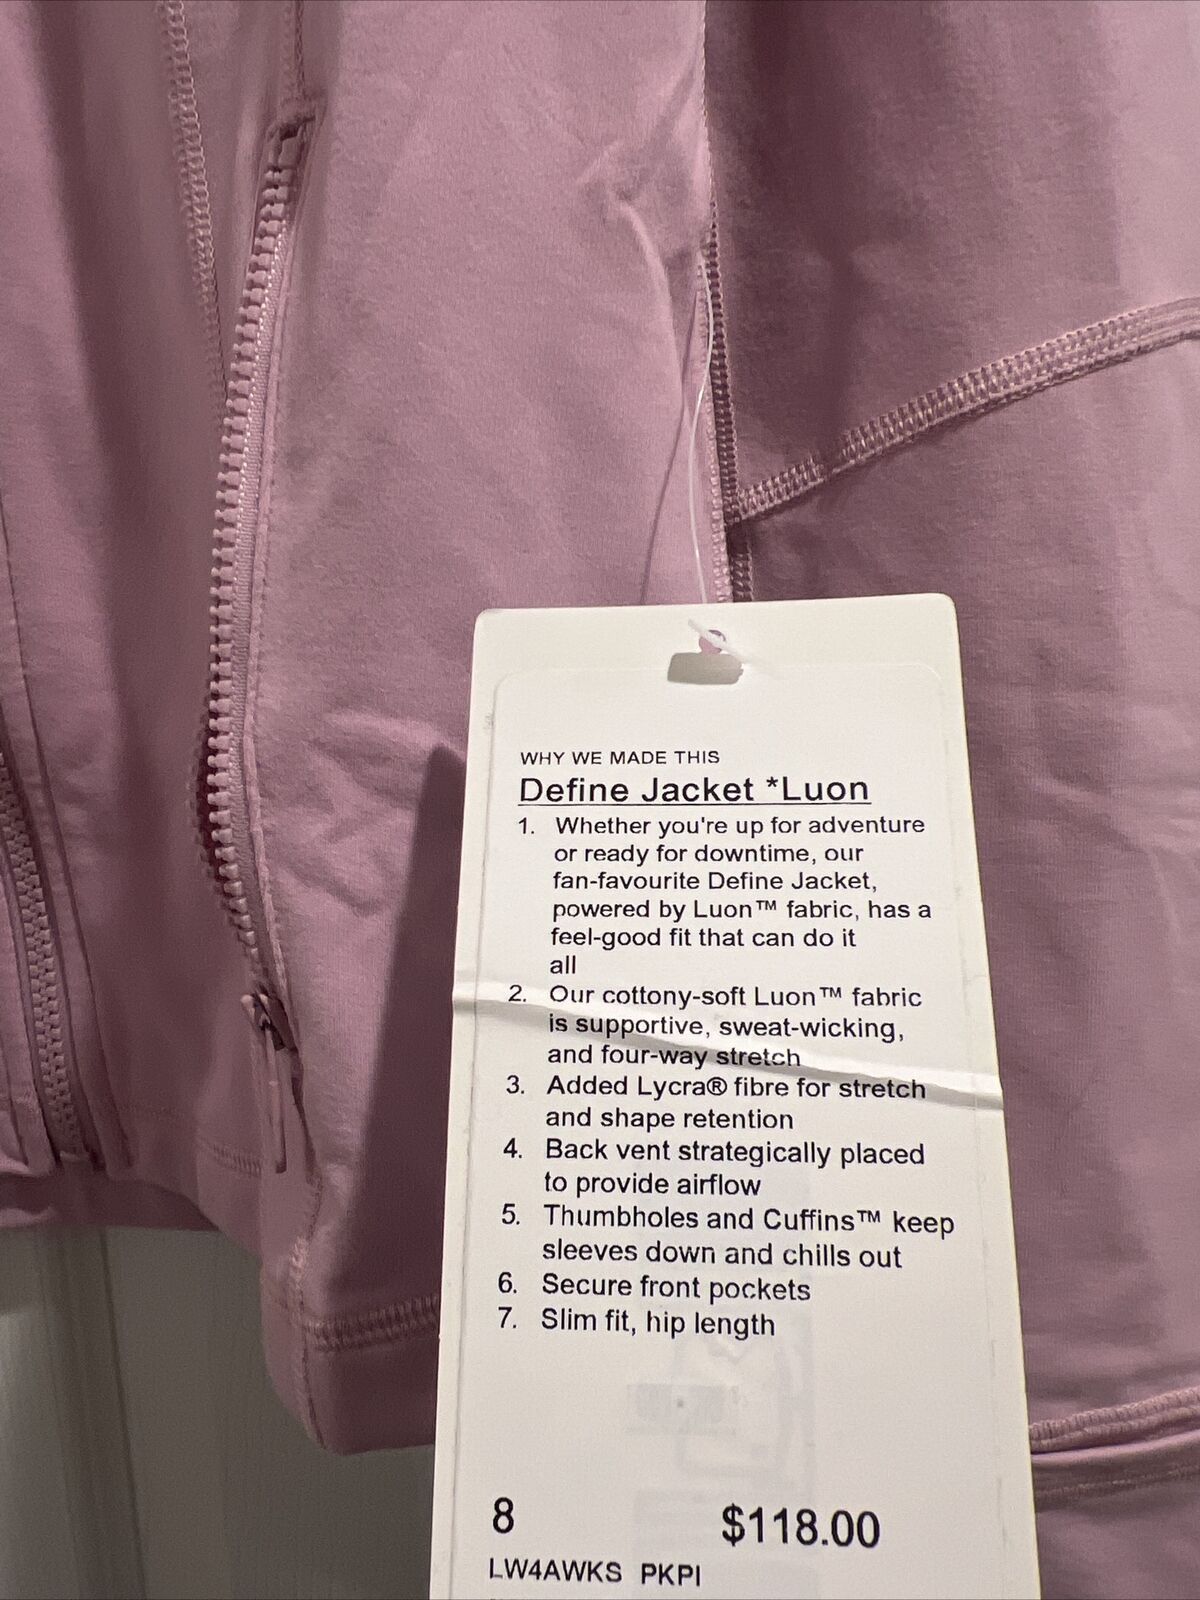 WHY WE MADE THIS
Define Jacket *Luon
1. Whether you're up for adventure
or ready for downtime, our
fan-favourite Define Jacket,
powered by Luon™ fabric, has a
feel-good fit that can do it
all
2. Our cottony-soft Luon™ fabric
is supportive, sweat-wicking,
and four-way stretch
3. Added Lycra® fibre for stretch
and shape retention
4. Back vent strategically placed
to provide airflow
5. Thumbholes and Cuffins™ keep
sleeves down and chills out
6. Secure front pockets
7. Slim fit, hip length
8 $118.00
LW4AWKS PKPI